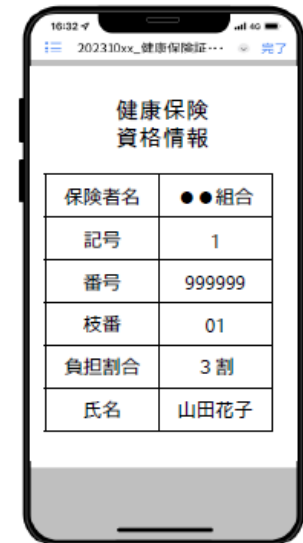 16:32
4G
202310xx_健康保険証… 完了
健康保険
資格情報
保険者名 ●●組合
記号 1
番号 999999
枝番 01
負担割合 3割
氏名 山田花子